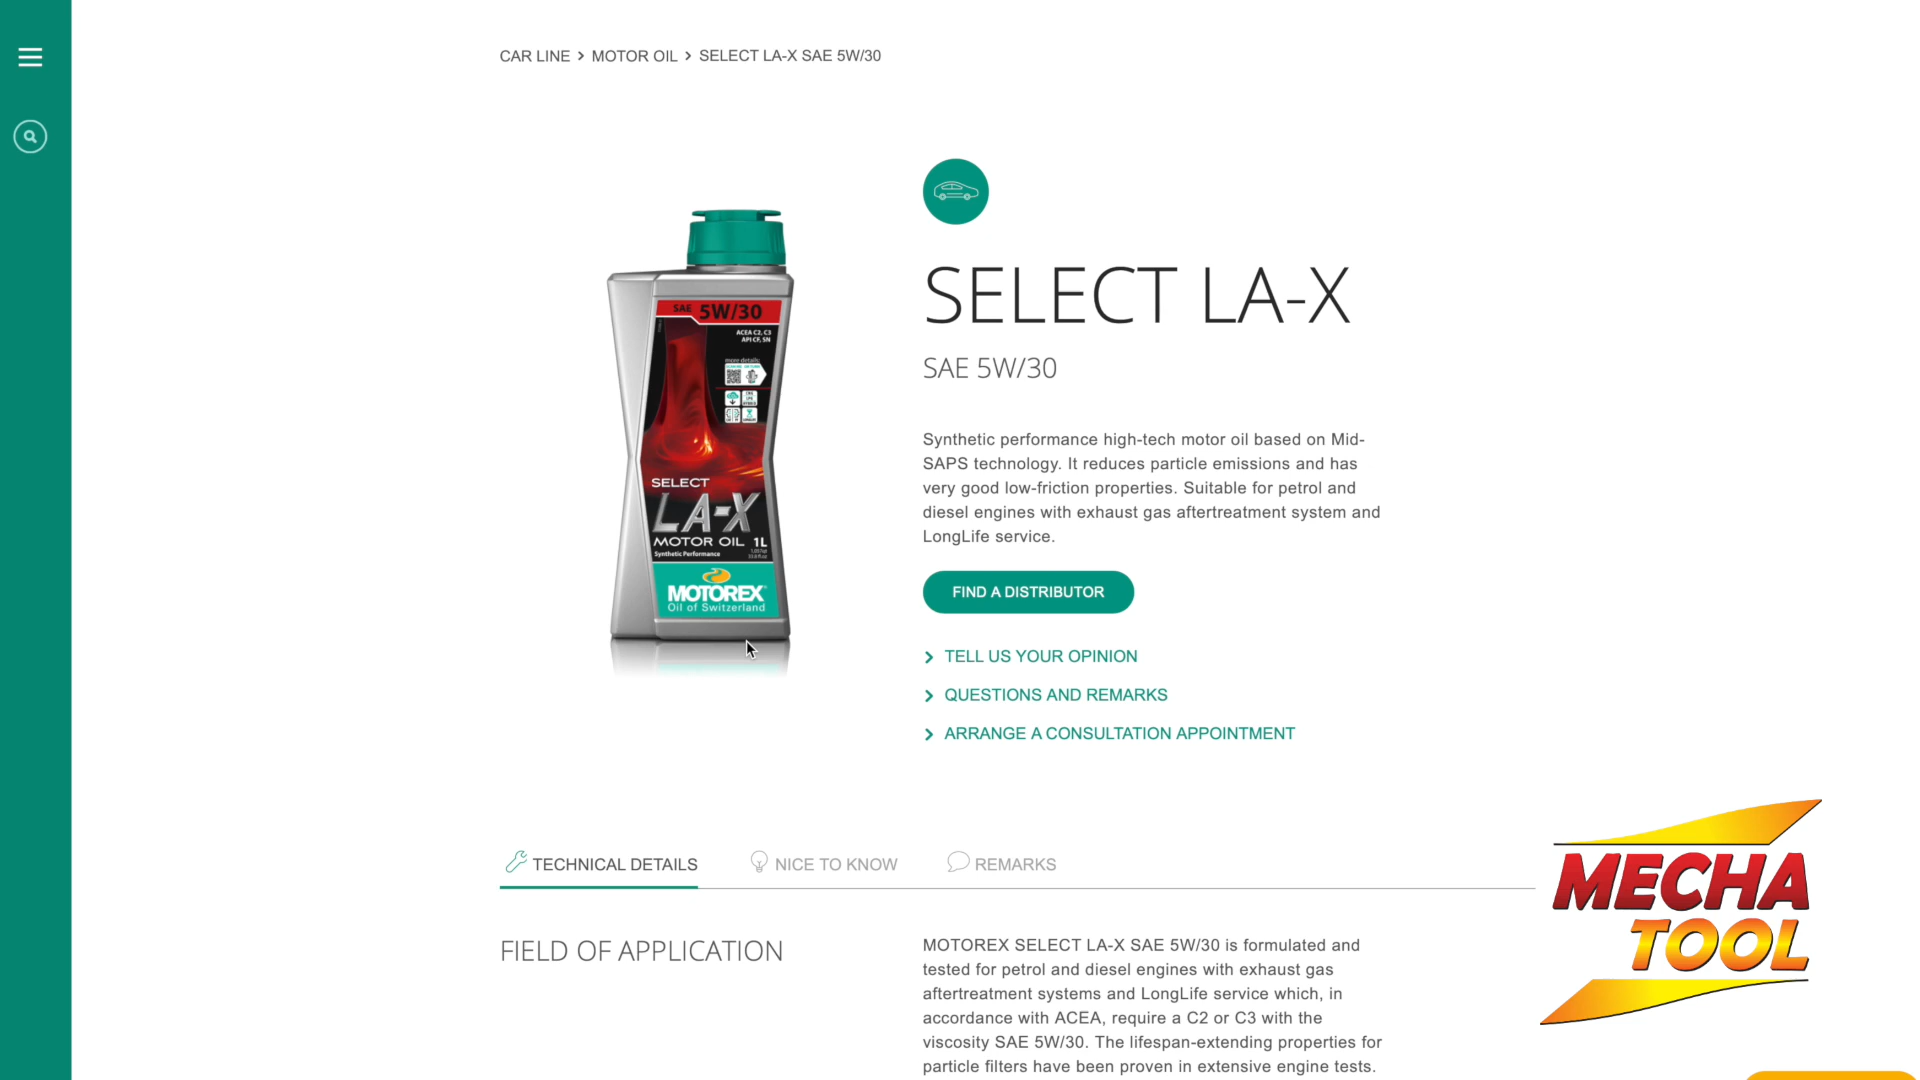 CAR LINE > MOTOR OIL > SELECT LA-X SAE 5W/30
SAE 5W/30
ACEA C2, C3
API CF, SN
more details:
SELECT
LA-X
MOTOR OIL 1L
Synthetic Performance
MOTOREX
Oil of Switzerland
SELECT LA-X
SAE 5W/30
Synthetic performance high-tech motor oil based on Mid-
SAPS technology. It reduces particle emissions and has
very good low-friction properties. Suitable for petrol and
diesel engines with exhaust gas aftertreatment system and
LongLife service.
FIND A DISTRIBUTOR
TELL US YOUR OPINION
QUESTIONS AND REMARKS
ARRANGE A CONSULTATION APPOINTMENT
TECHNICAL DETAILS
NICE TO KNOW
REMARKS
FIELD OF APPLICATION
MOTOREX SELECT LA-X SAE 5W/30 is formulated and
tested for petrol and diesel engines with exhaust gas
aftertreatment systems and LongLife service which, in
accordance with ACEA, require a C2 or C3 with the
viscosity SAE 5W/30. The lifespan-extending properties for
particle filters have been proven in extensive engine tests.
MECHA
TOOL